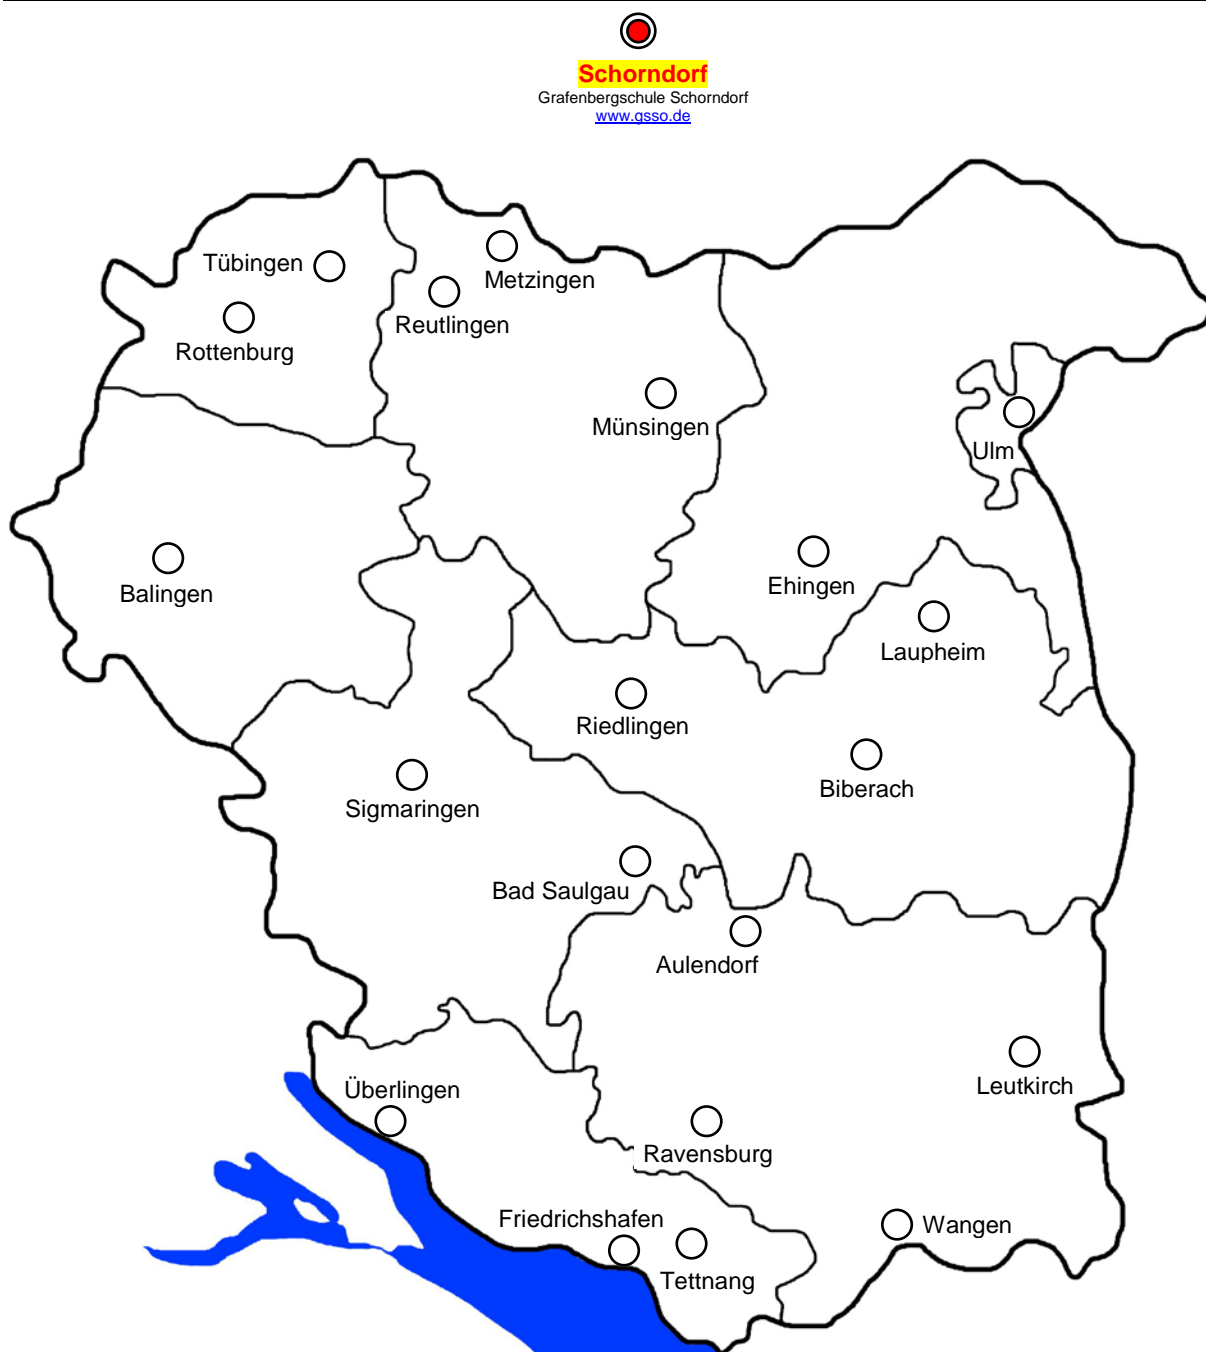 Schorndorf
Grafenbergschule Schorndorf
www.gsso.de
Tübingen
Metzingen
Reutlingen
Rottenburg
Münsingen
Ulm
Balingen
Ehingen
Laupheim
Riedlingen
Biberach
Sigmaringen
Bad Saulgau
Aulendorf
Leutkirch
Überlingen
Ravensburg
Friedrichshafen
Wangen
Tettnang